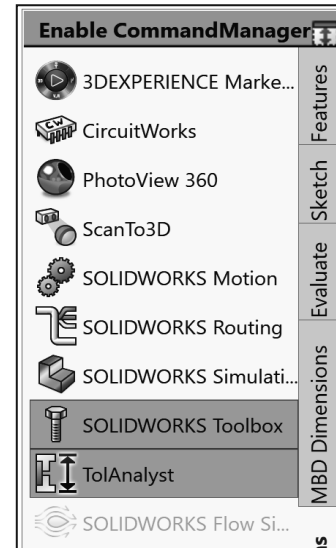 Enable CommandManager
3DEXPERIENCE Marke...
CW
CircuitWorks
PhotoView 360
ScanTo3D
SOLIDWORKS Motion
SOLIDWORKS Routing
SOLIDWORKS Simulati...
SOLIDWORKS Toolbox
TolAnalyst
SOLIDWORKS Flow Si...
Features
Sketch
Evaluate
MBD Dimensions